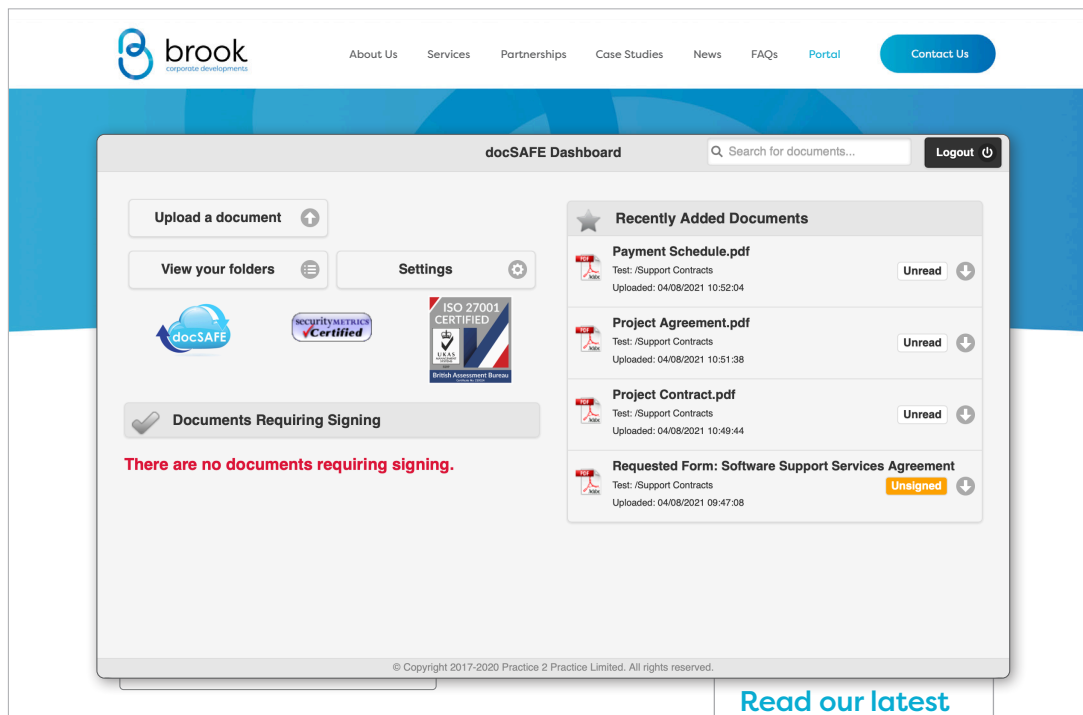 brook
corporate developments
About Us
Services
Partnerships
Case Studies
News
FAQs
Portal
Contact Us
docSAFE Dashboard
Search for documents...
Logout
Upload a document
View your folders
Settings
docSAFE
securityMETRICS
Certified
ISO 27001
CERTIFIED
UKAS
MANAGEMENT
SYSTEMS
British Assessment Bureau
Documents Requiring Signing
There are no documents requiring signing.
Recently Added Documents
PDF
Payment Schedule.pdf
Test: /Support Contracts
Unread
Uploaded: 04/08/2021 10:52:04
PDF
Project Agreement.pdf
Test: /Support Contracts
Unread
Uploaded: 04/08/2021 10:51:38
PDF
Project Contract.pdf
Test: /Support Contracts
Unread
Uploaded: 04/08/2021 10:49:44
PDF
Requested Form: Software Support Services Agreement
Test: /Support Contracts
Unsigned
Uploaded: 04/08/2021 09:47:08
© Copyright 2017-2020 Practice 2 Practice Limited. All rights reserved.
Read our latest